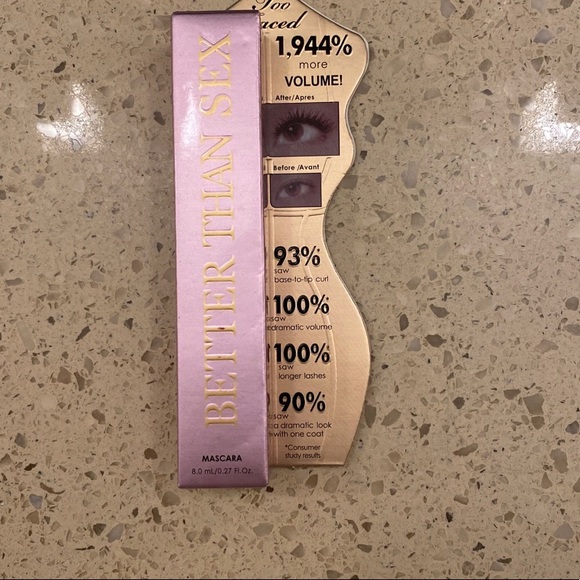 BETTER THAN SEX
MASCARA
8.0 mL/0.27 Fl.Oz.
Too
aced
1,944%
more
VOLUME!
After/Apres
Before /Avant
93%*
saw
base-to-tip curl
100%*
saw
dramatic volume
100%*
saw
longer lashes
90%*
saw
a dramatic look
with one coat
*Consumer
study results